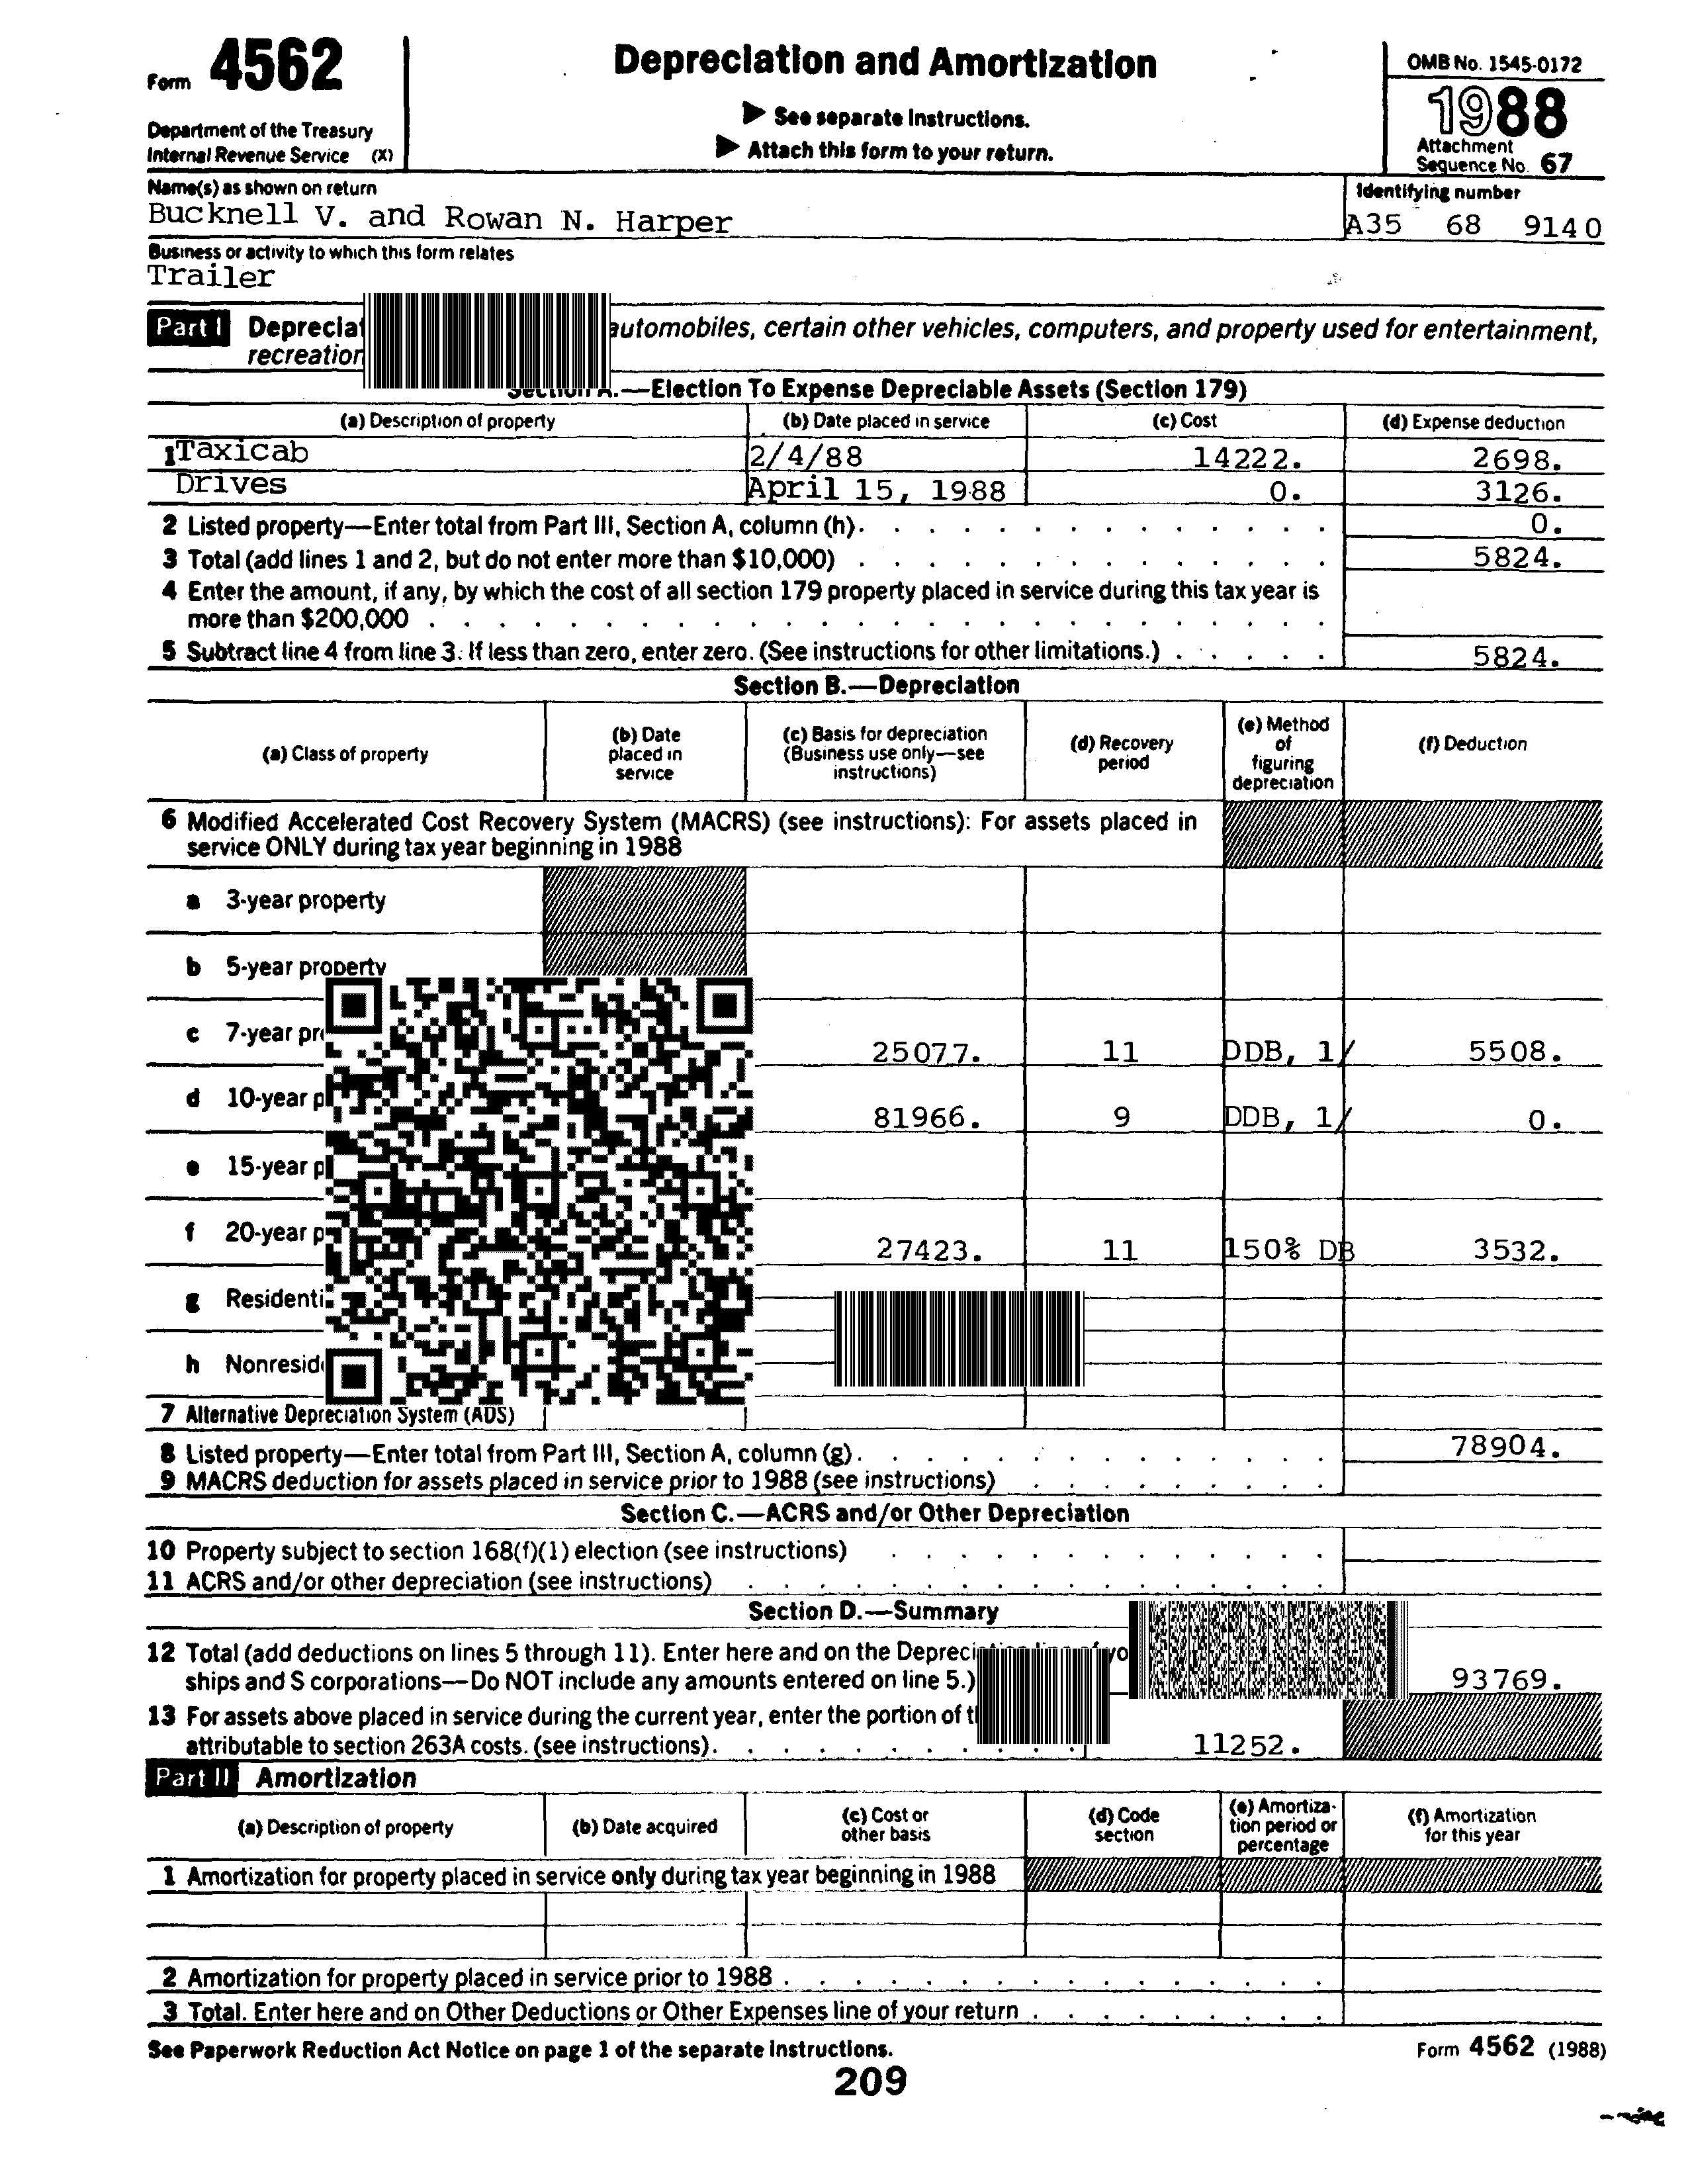 Form 4562
Department of the Treasury
Internal Revenue Service (X)
Depreciation and Amortization
▶ See separate Instructions.
▶ Attach this form to your return.
OMB No. 1545-0172
1988
Attachment
Sequence No. 67
Name(s) as shown on return
Bucknell V. and Rowan N. Harper
Identifying number
A35 68 9140
Business or activity to which this form relates
Trailer
Part I automobiles, certain other vehicles, computers, and property used for entertainment,
A.—Election To Expense Depreciable Assets (Section 179)
(a) Description of property (b) Date placed in service (c) Cost (d) Expense deduction
1 Taxicab 2/4/88 14222. 2698.
Drives April 15, 1988 0. 3126.
2 Listed property—Enter total from Part III, Section A, column (h). 0.
3 Total (add lines 1 and 2, but do not enter more than $10,000) 5824.
4 Enter the amount, if any, by which the cost of all section 179 property placed in service during this tax year is
more than $200,000
5 Subtract line 4 from line 3. If less than zero, enter zero. (See instructions for other limitations.) 5824.
Section B.—Depreciation
(a) Class of property
(b) Date
placed in
service
(c) Basis for depreciation
(Business use only—see
instructions)
(d) Recovery
period
(e) Method
of
figuring
depreciation
(f) Deduction
6 Modified Accelerated Cost Recovery System (MACRS) (see instructions): For assets placed in
service ONLY during tax year beginning in 1988
a 3-year property
b 5-year property
c 7-year 25077. 11 DDB, 1/ 5508.
d 10-year 81966. 9 DDB, 1/ 0.
e 15-year
f 20-year 27423. 11 150% DB 3532.
g
h
7 Alternative Depreciation System (ADS)
8 Listed property—Enter total from Part III, Section A, column (g). 78904.
9 MACRS deduction for assets placed in service prior to 1988 (see instructions)
Section C.—ACRS and/or Other Depreciation
10 Property subject to section 168(f)(1) election (see instructions)
11 ACRS and/or other depreciation (see instructions)
Section D.—Summary
12 Total (add deductions on lines 5 through 11). Enter here and on the
ships and S corporations—Do NOT include any amounts entered on line 5.) 93769.
13 For assets above placed in service during the current year, enter the portion of
attributable to section 263A costs. (see instructions). 11252.
Part II Amortization
(a) Description of property
(b) Date acquired
(c) Cost or
other basis
(d) Code
section
(e) Amortiza-
tion period or
percentage
(f) Amortization
for this year
1 Amortization for property placed in service only during tax year beginning in 1988
2 Amortization for property placed in service prior to 1988
3 Total. Enter here and on Other Deductions or Other Expenses line of your return
See Paperwork Reduction Act Notice on page 1 of the separate Instructions.
Form 4562 (1988)
209